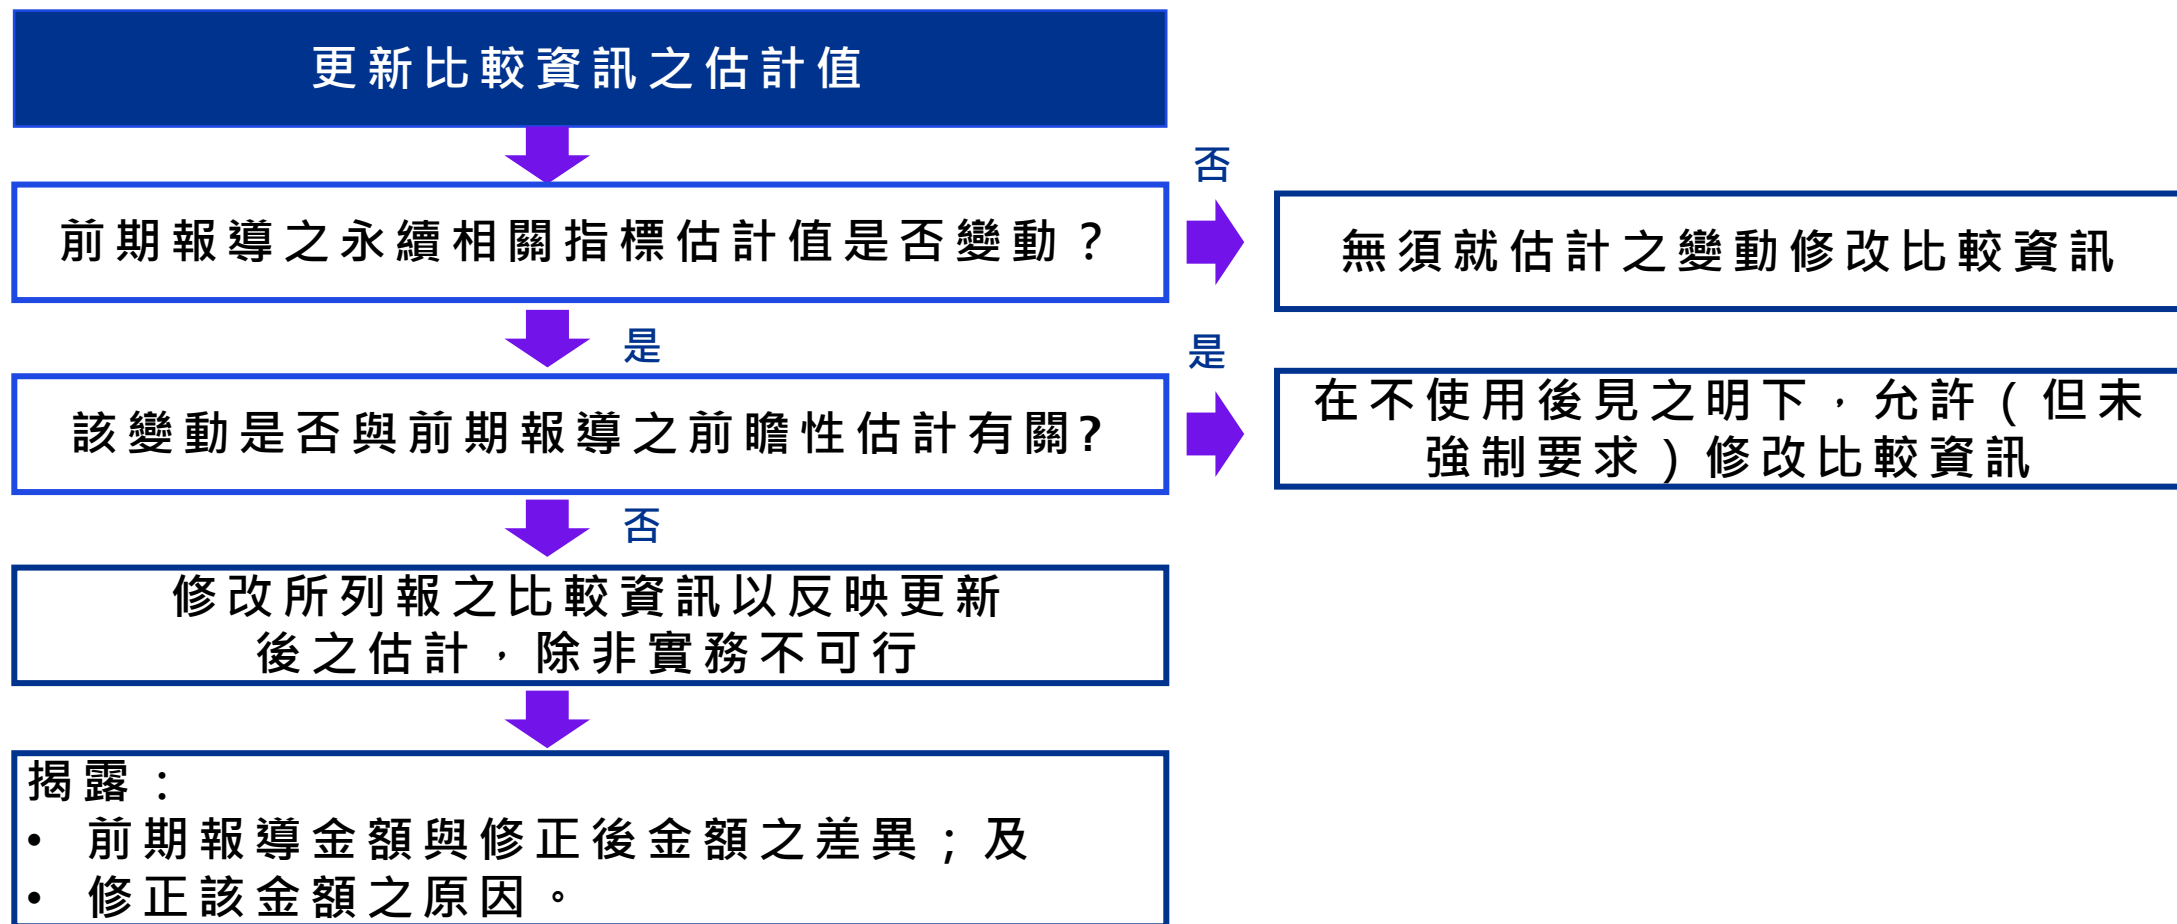 更新比較資訊之估計值
否
前期報導之永續相關指標估計值是否變動？
無須就估計之變動修改比較資訊
是
是
該變動是否與前期報導之前瞻性估計有關?
在不使用後見之明下，允許（但未
強制要求）修改比較資訊
否
修改所列報之比較資訊以反映更新
後之估計，除非實務不可行
揭露：
• 前期報導金額與修正後金額之差異；及
• 修正該金額之原因。